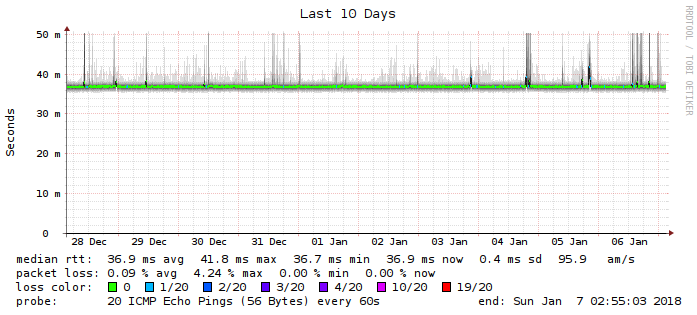 Last 10 Days
RRDTOOL / TOBI OETIKER
Seconds
50 m
40 m
30 m
20 m
10 m
0
28 Dec 29 Dec 30 Dec 31 Dec 01 Jan 02 Jan 03 Jan 04 Jan 05 Jan 06 Jan
median rtt: 36.9 ms avg 41.8 ms max 36.7 ms min 36.9 ms now 0.4 ms sd 95.9 am/s
packet loss: 0.09 % avg 4.24 % max 0.00 % min 0.00 % now
loss color: 0 1/20 2/20 3/20 4/20 10/20 19/20
probe: 20 ICMP Echo Pings (56 Bytes) every 60s end: Sun Jan 7 02:55:03 2018